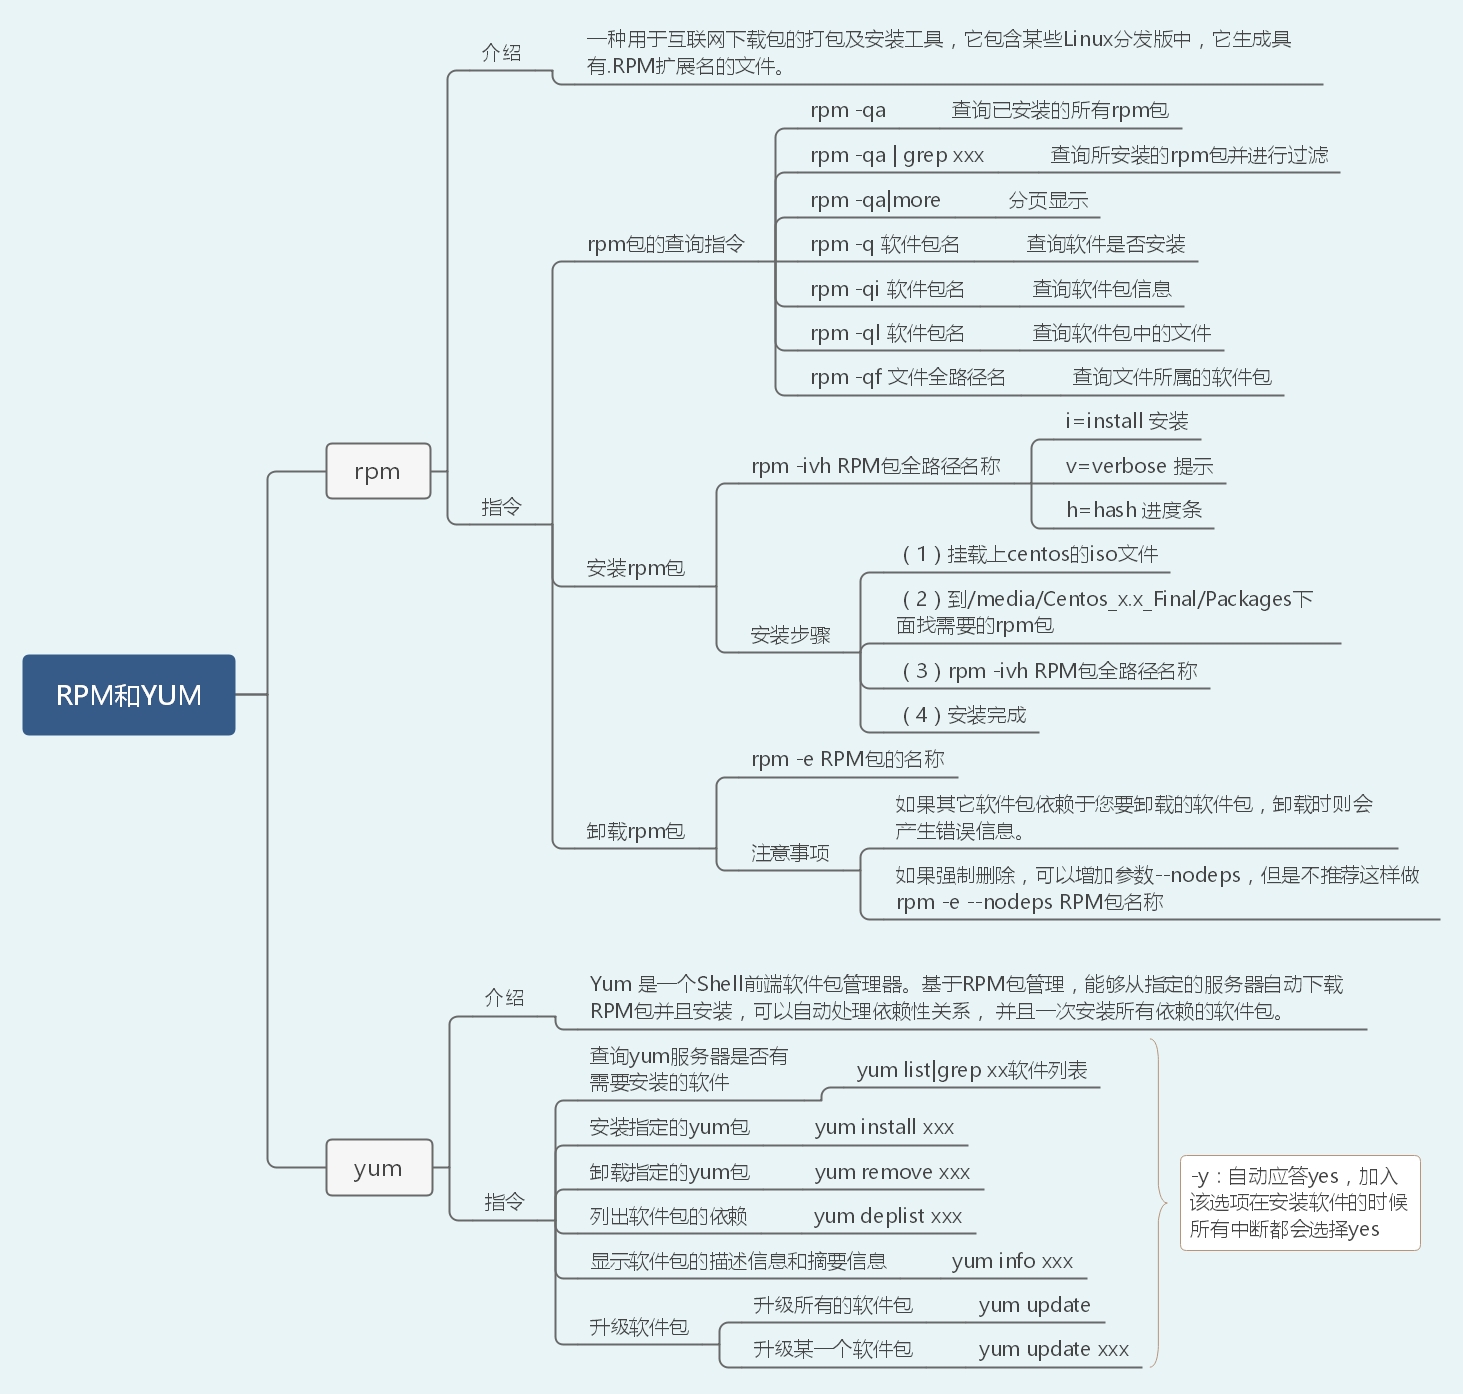 RPM和YUM
rpm
介绍
一种用于互联网下载包的打包及安装工具，它包含某些Linux分发版中，它生成具
有.RPM扩展名的文件。
指令
rpm包的查询指令
rpm -qa 查询已安装的所有rpm包
rpm -qa | grep xxx 查询所安装的rpm包并进行过滤
rpm -qa|more 分页显示
rpm -q 软件包名 查询软件是否安装
rpm -qi 软件包名 查询软件包信息
rpm -ql 软件包名 查询软件包中的文件
rpm -qf 文件全路径名 查询文件所属的软件包
安装rpm包
rpm -ivh RPM包全路径名称
i=install 安装
v=verbose 提示
h=hash 进度条
安装步骤
（1）挂载上centos的iso文件
（2）到/media/Centos_x.x_Final/Packages下
面找需要的rpm包
（3）rpm -ivh RPM包全路径名称
（4）安装完成
卸载rpm包
rpm -e RPM包的名称
注意事项
如果其它软件包依赖于您要卸载的软件包，卸载时则会
产生错误信息。
如果强制删除，可以增加参数--nodeps，但是不推荐这样做
rpm -e --nodeps RPM包名称
yum
介绍
Yum 是一个Shell前端软件包管理器。基于RPM包管理，能够从指定的服务器自动下载
RPM包并且安装，可以自动处理依赖性关系， 并且一次安装所有依赖的软件包。
指令
查询yum服务器是否有
需要安装的软件
yum list|grep xx软件列表
安装指定的yum包 yum install xxx
卸载指定的yum包 yum remove xxx
列出软件包的依赖 yum deplist xxx
显示软件包的描述信息和摘要信息 yum info xxx
升级软件包
升级所有的软件包 yum update
升级某一个软件包 yum update xxx
-y：自动应答yes，加入
该选项在安装软件的时候
所有中断都会选择yes